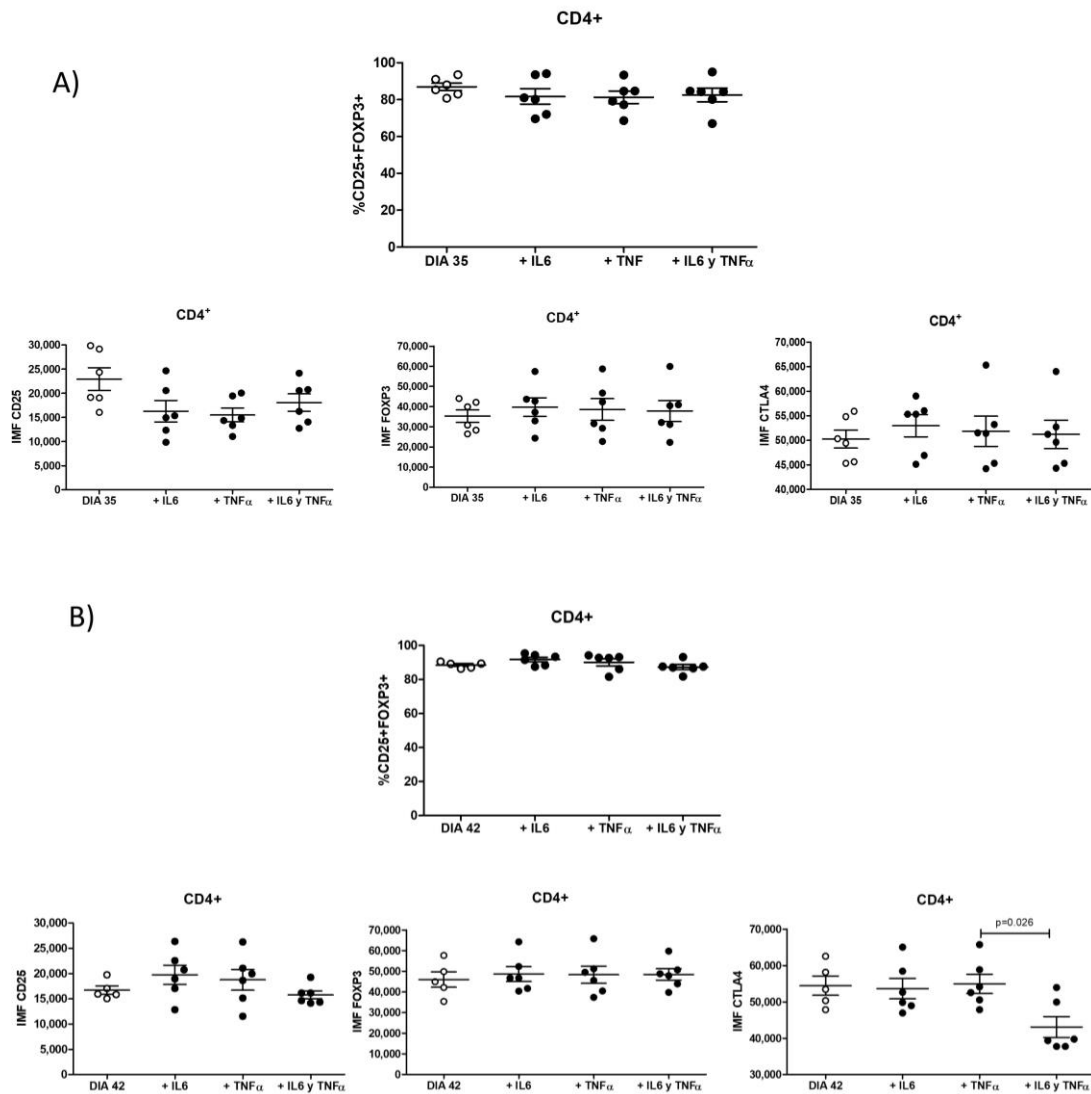 CD4+
A)
%CD25+FOXP3+
100
80
60
40
20
0
DIA 35 + IL6 + TNF + IL6 y TNFα
CD4+
IMF CD25
30,000
25,000
20,000
15,000
10,000
5,000
0
DIA 35 + IL6 + TNFα + IL6 y TNFα
CD4+
IMF FOXP3
70,000
60,000
50,000
40,000
30,000
20,000
10,000
0
DIA 35 + IL6 + TNFα + IL6 y TNFα
CD4+
IMF CTLA4
70,000
65,000
60,000
55,000
50,000
45,000
40,000
DIA 35 + IL6 + TNFα + IL6 y TNFα
B)
CD4+
%CD25+FOXP3+
100
80
60
40
20
0
DIA 42 + IL6 + TNFα + IL6 y TNFα
CD4+
IMF CD25
30,000
25,000
20,000
15,000
10,000
5,000
0
DIA 42 + IL6 + TNFα + IL6 y TNFα
CD4+
IMF FOXP3
70,000
60,000
50,000
40,000
30,000
20,000
10,000
0
DIA 42 + IL6 + TNFα + IL6 y TNFα
CD4+
p=0.026
IMF CTLA4
70,000
60,000
50,000
40,000
30,000
DIA 42 + IL6 + TNFα + IL6 y TNFα